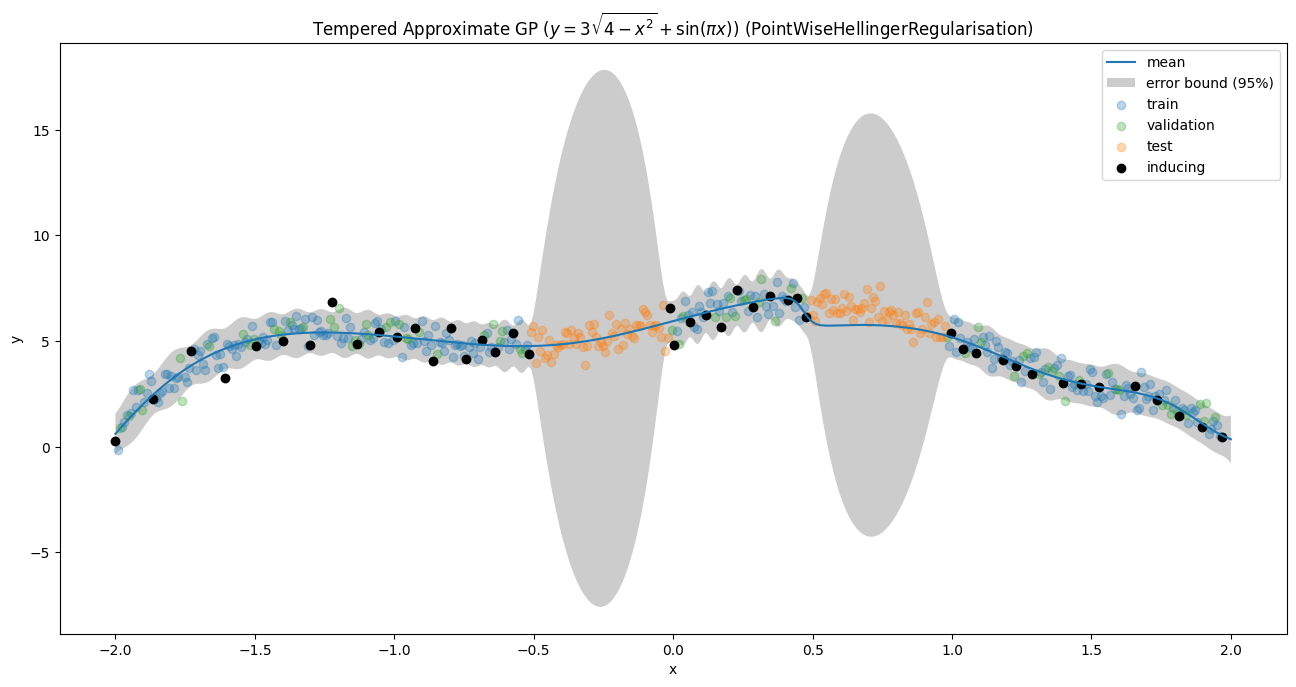 Tempered Approximate GP (y = 3√(4 − x²) + sin(πx)) (PointWiseHellingerRegularisation)
mean
error bound (95%)
train
validation
test
inducing
15
10
5
0
−5
y
−2.0 −1.5 −1.0 −0.5 0.0 0.5 1.0 1.5 2.0
x